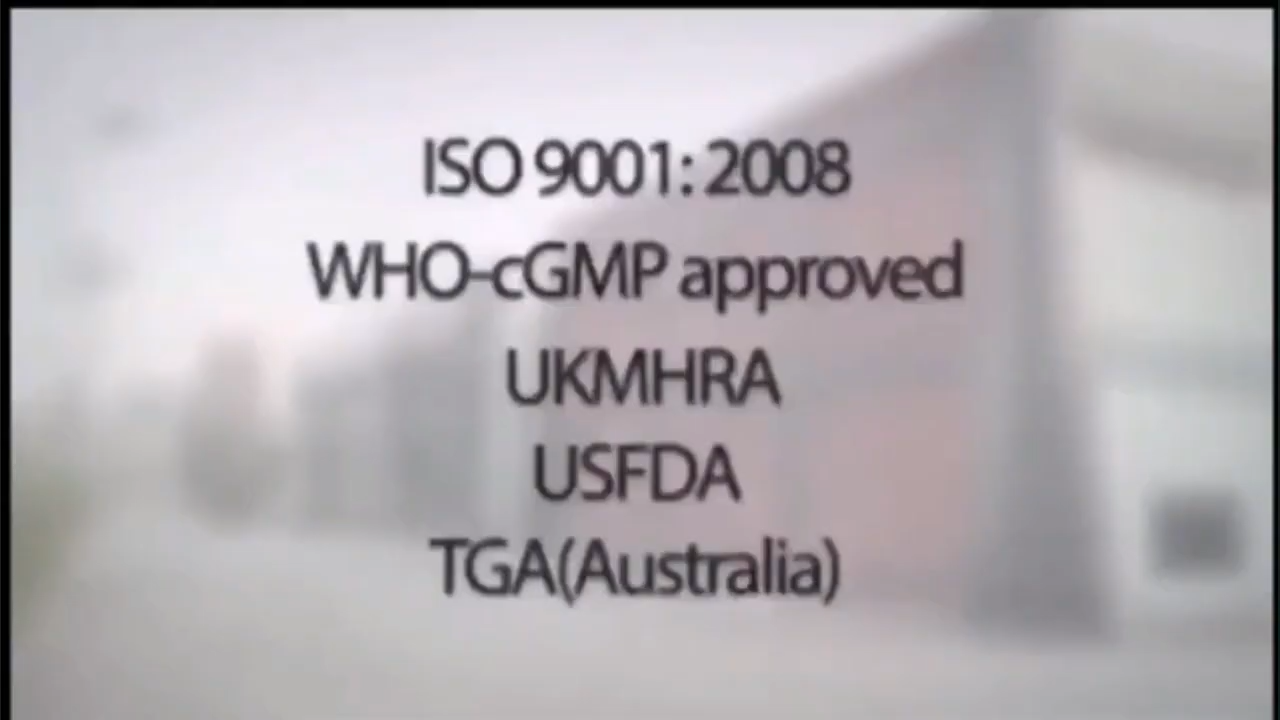 ISO 9001: 2008
WHO-cGMP approved
UKMHRA
USFDA
TGA(Australia)